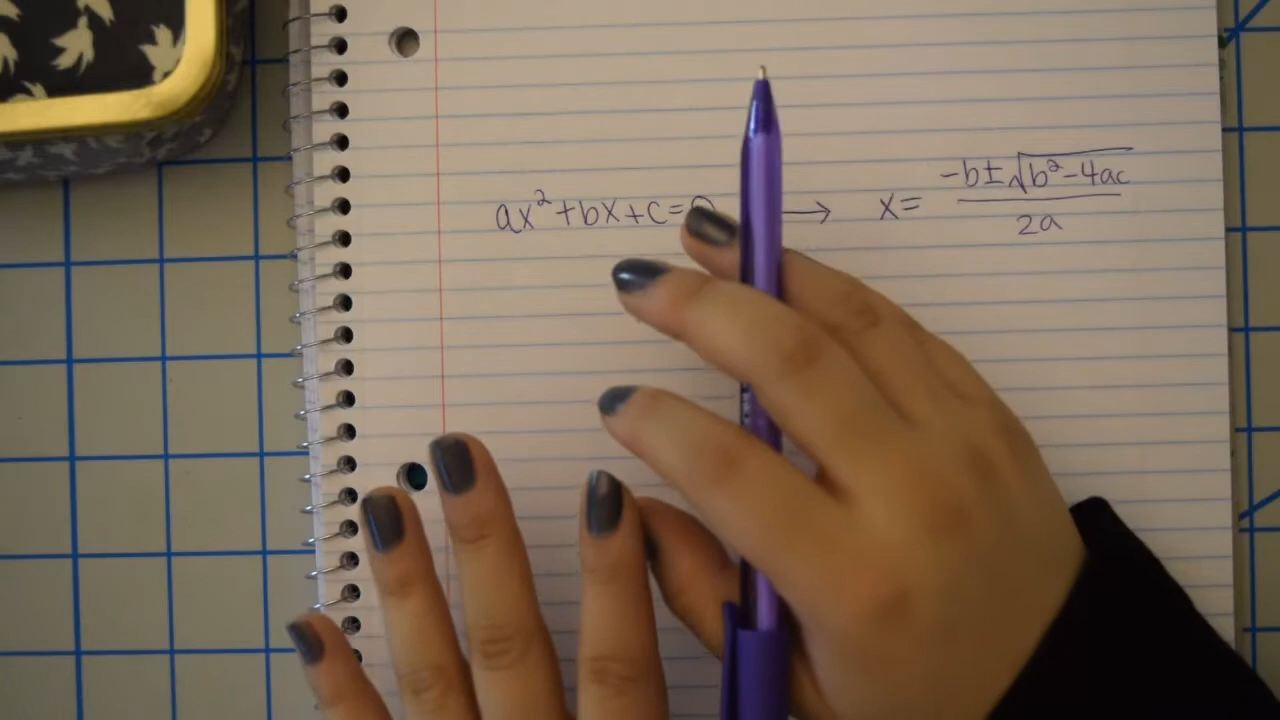 ax²+bx+c=0 → x= -b±√b²-4ac / 2a